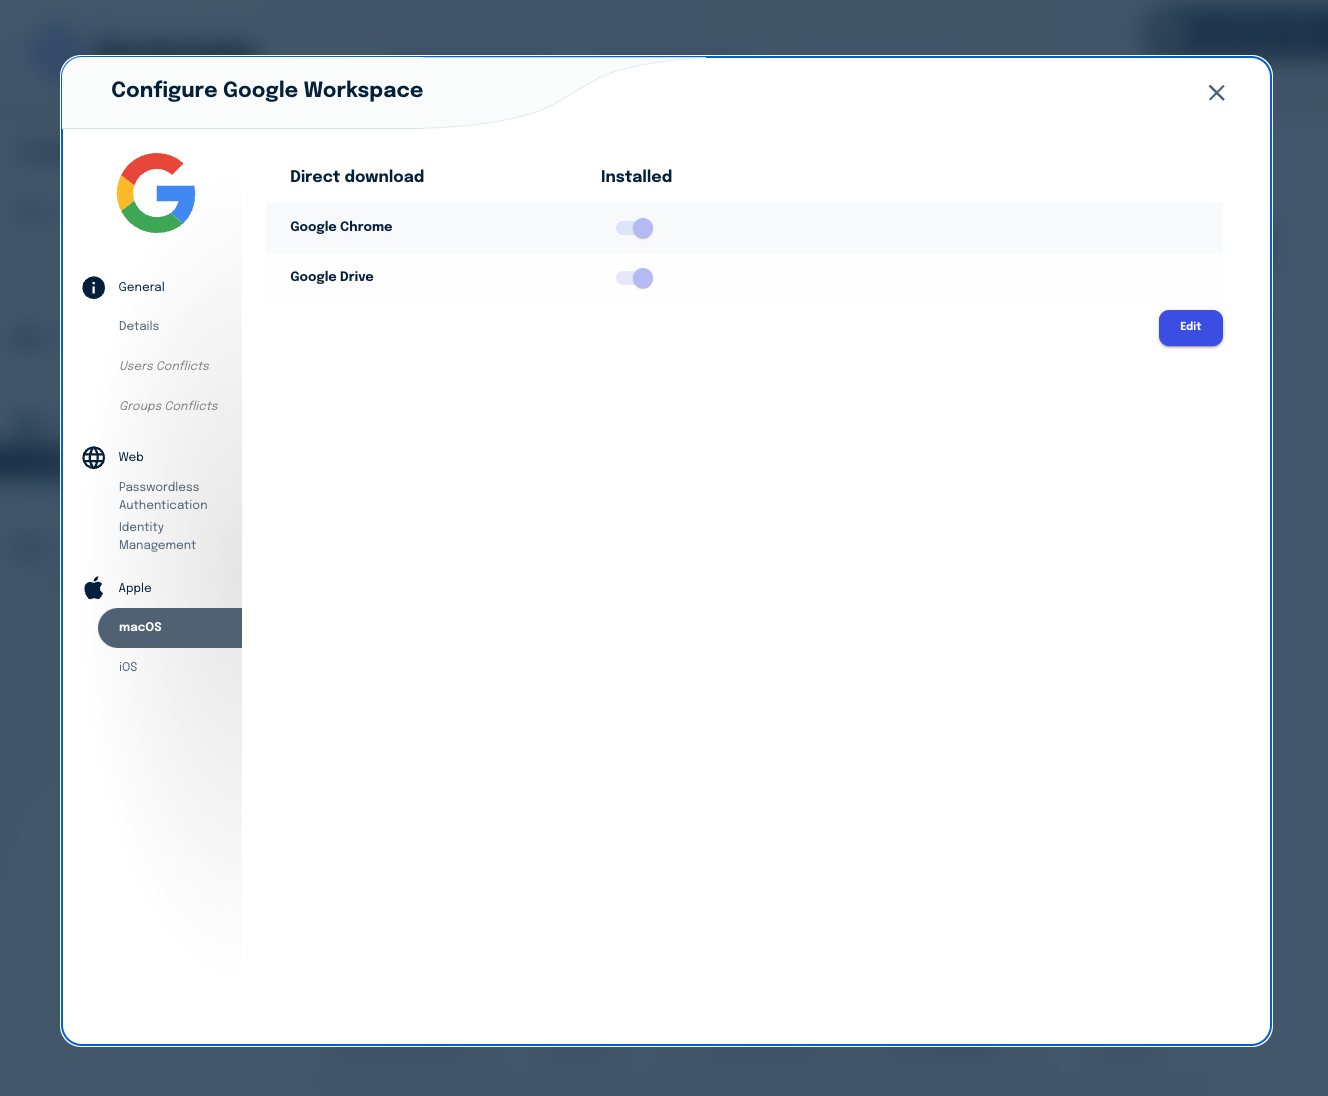 Configure Google Workspace
Direct download
Installed
Google Chrome
Google Drive
Edit
General
Details
Users Conflicts
Groups Conflicts
Web
Passwordless
Authentication
Identity
Management
Apple
macOS
iOS